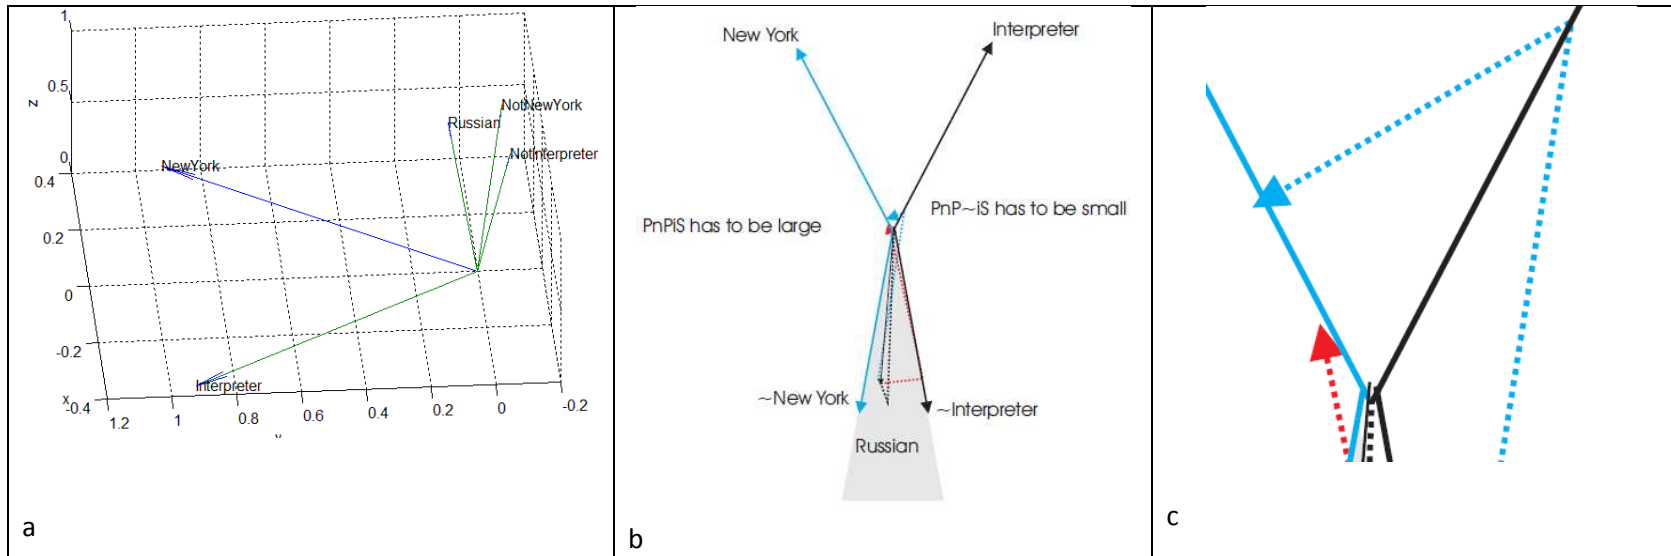 1
0.5
z
0
0.4
0.2
0
-0.2
x
-0.4
1.2
1
0.8
0.6
0.4
0.2
0
-0.2
NotNewYork
Russian
NotInterpreter
NewYork
Interpreter
a
New York
Interpreter
PnPiS has to be large
PnP~iS has to be small
~New York
~Interpreter
Russian
b
c